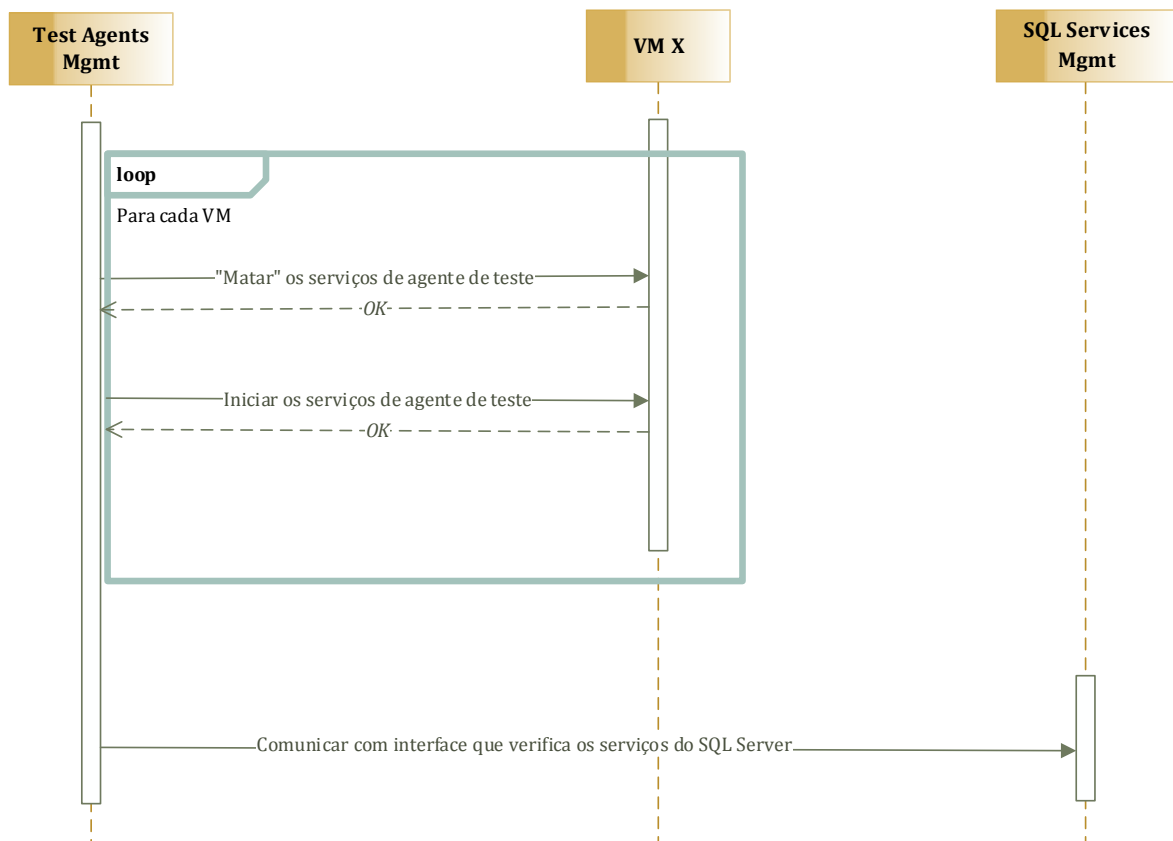 Test Agents
Mgmt
VM X
SQL Services
Mgmt
loop
Para cada VM
"Matar" os serviços de agente de teste
OK
Iniciar os serviços de agente de teste
OK
Comunicar com interface que verifica os serviços do SQL Server